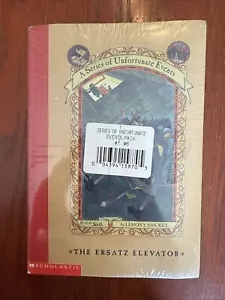 A Series of Unfortunate Events
SERIES OF UNFORTUNATE
EVENTS PACK
#1-#6
by LEMONY SNICKET
THE ERSATZ ELEVATOR
SCHOLASTIC